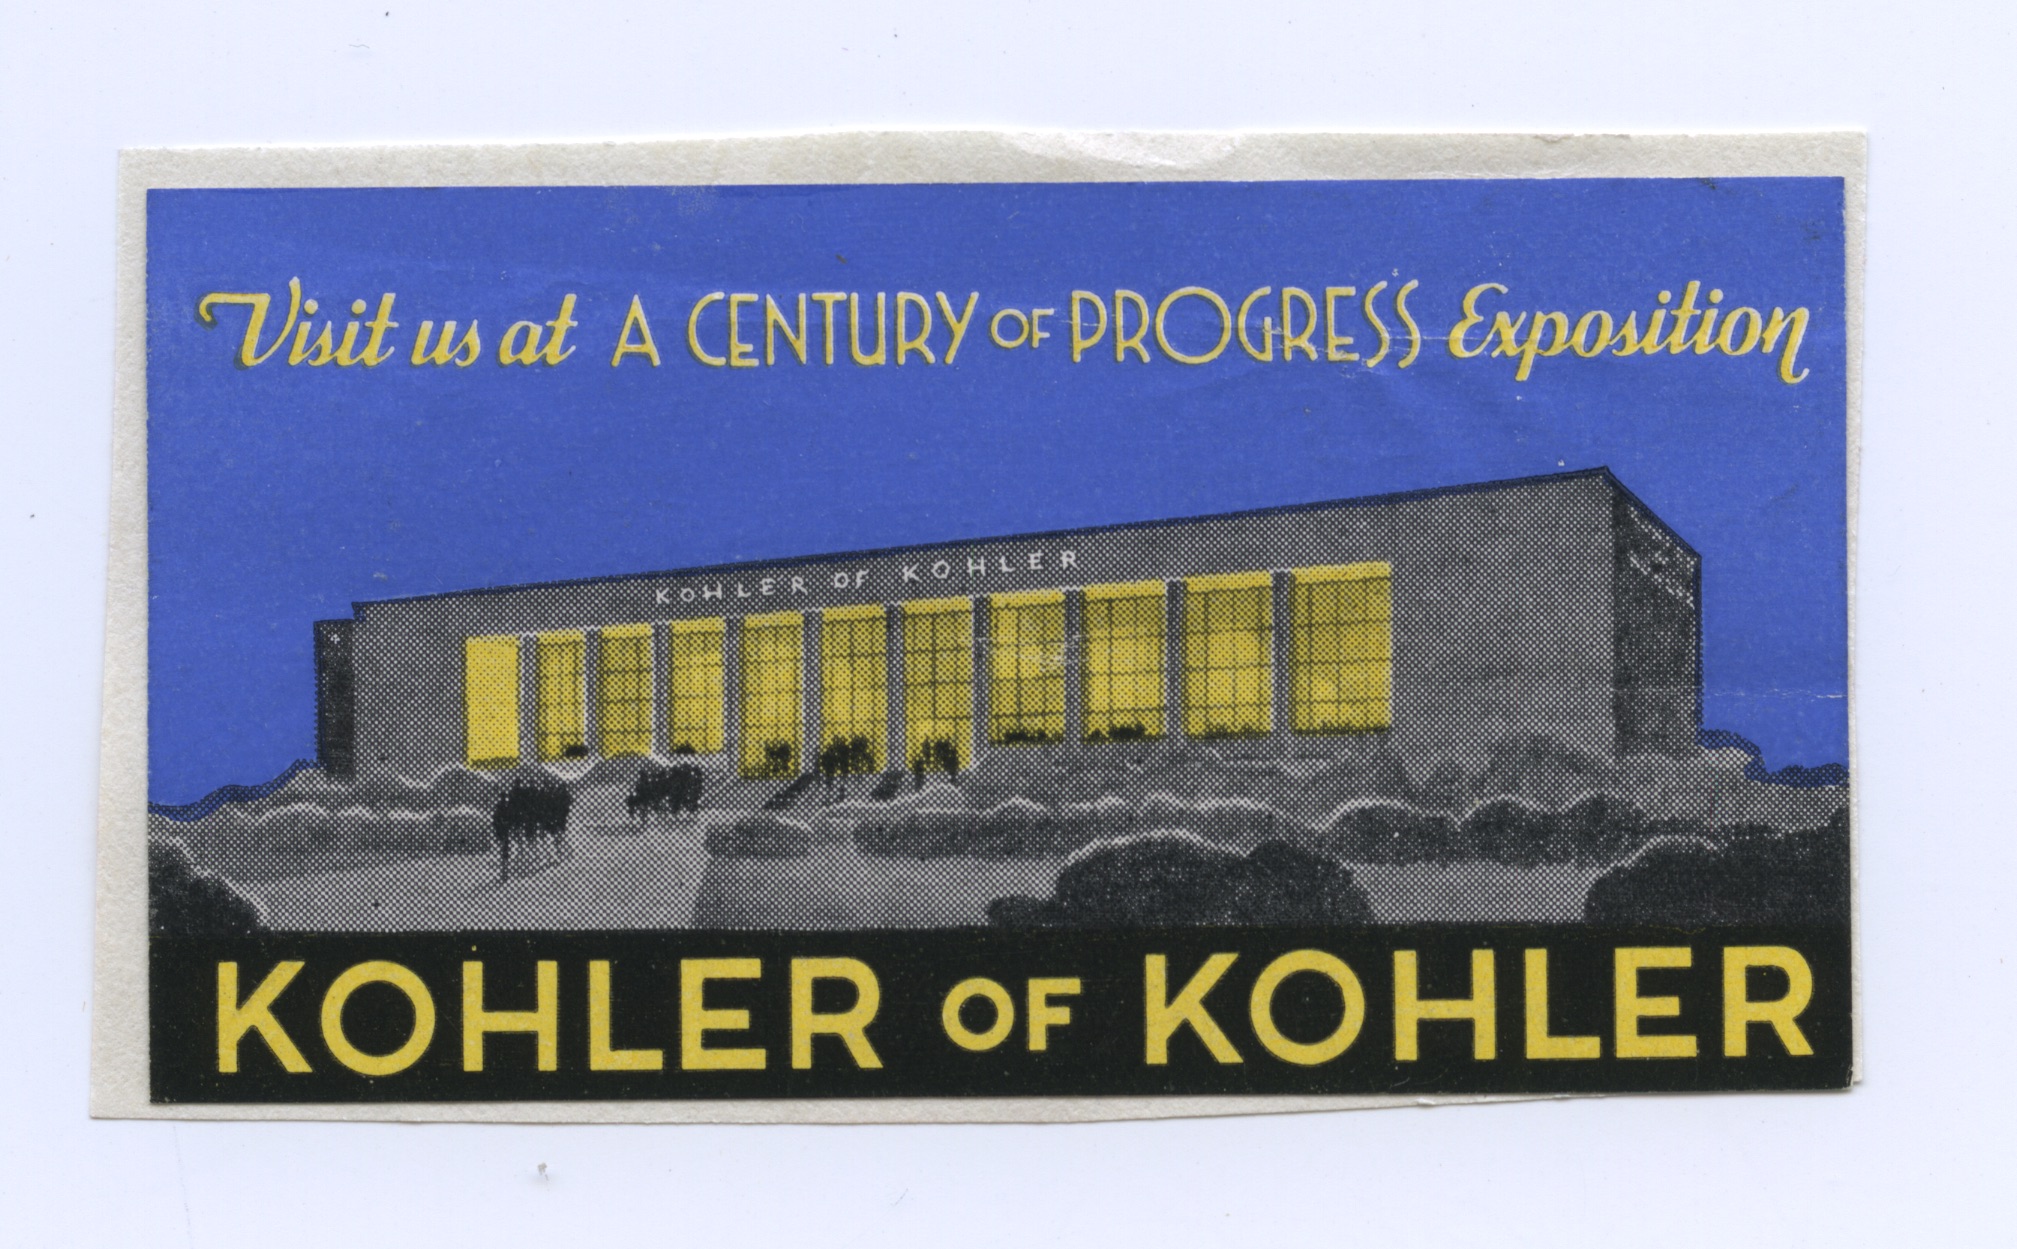 Visit us at A CENTURY OF PROGRESS Exposition
KOHLER OF KOHLER
KOHLER OF KOHLER